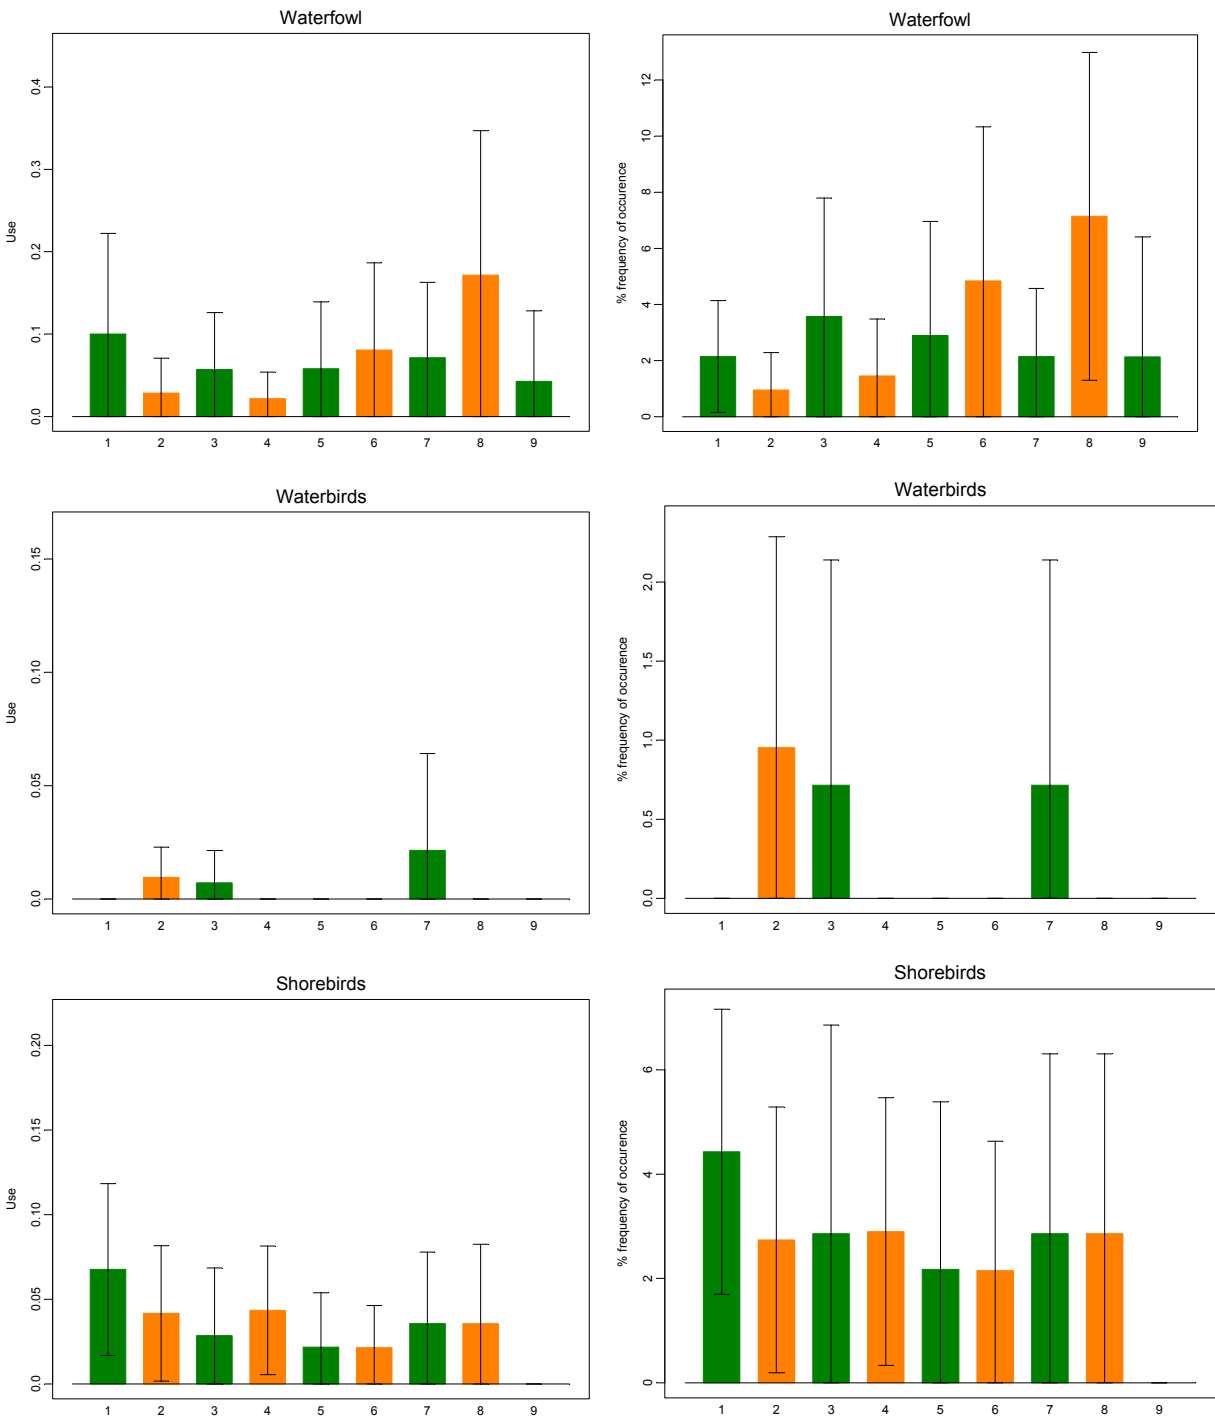 Waterfowl
Use
0.0 0.1 0.2 0.3 0.4
1 2 3 4 5 6 7 8 9
Waterfowl
% frequency of occurence
0 2 4 6 8 10 12
1 2 3 4 5 6 7 8 9
Waterbirds
Use
0.0 0.05 0.10 0.15
1 2 3 4 5 6 7 8 9
Waterbirds
% frequency of occurence
0.0 0.5 1.0 1.5 2.0
1 2 3 4 5 6 7 8 9
Shorebirds
Use
0.0 0.05 0.10 0.15 0.20
1 2 3 4 5 6 7 8 9
Shorebirds
% frequency of occurence
0 2 4 6
1 2 3 4 5 6 7 8 9